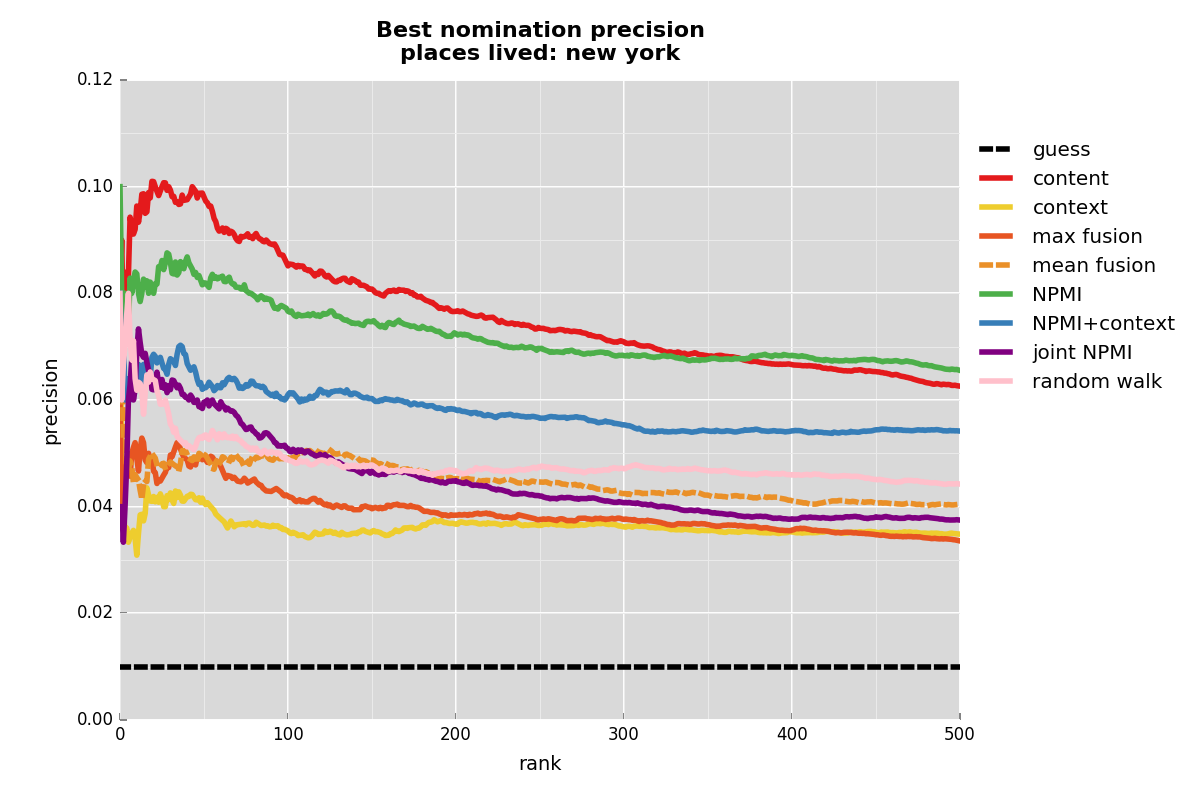 Best nomination precision
places lived: new york
0.12
0.10
0.08
0.06
0.04
0.02
0.00
precision
0 100 200 300 400 500
rank
guess
content
context
max fusion
mean fusion
NPMI
NPMI+context
joint NPMI
random walk